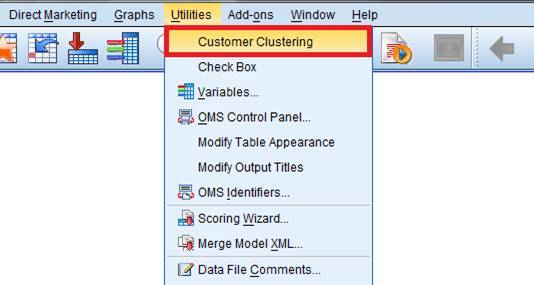 Direct Marketing Graphs Utilities Add-ons Window Help
Customer Clustering
Check Box
Variables...
OMS Control Panel...
Modify Table Appearance
Modify Output Titles
OMS Identifiers...
Scoring Wizard...
Merge Model XML...
Data File Comments...